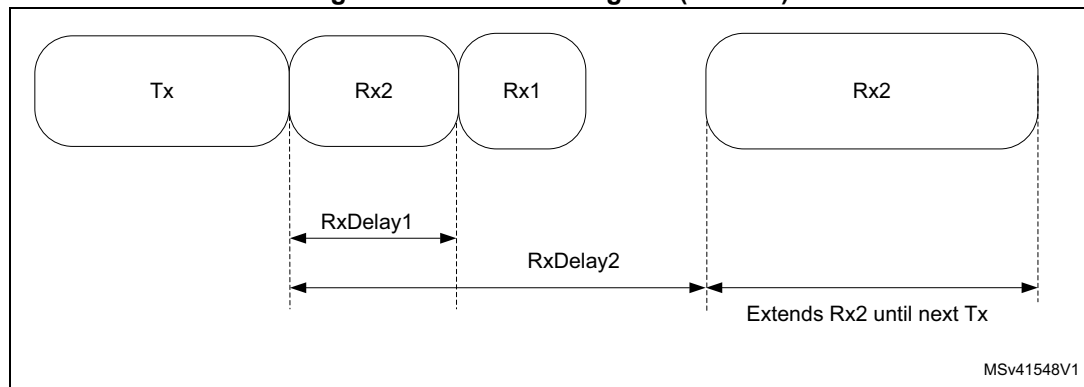 Tx
Rx2
Rx1
Rx2
RxDelay1
RxDelay2
Extends Rx2 until next Tx
MSv41548V1